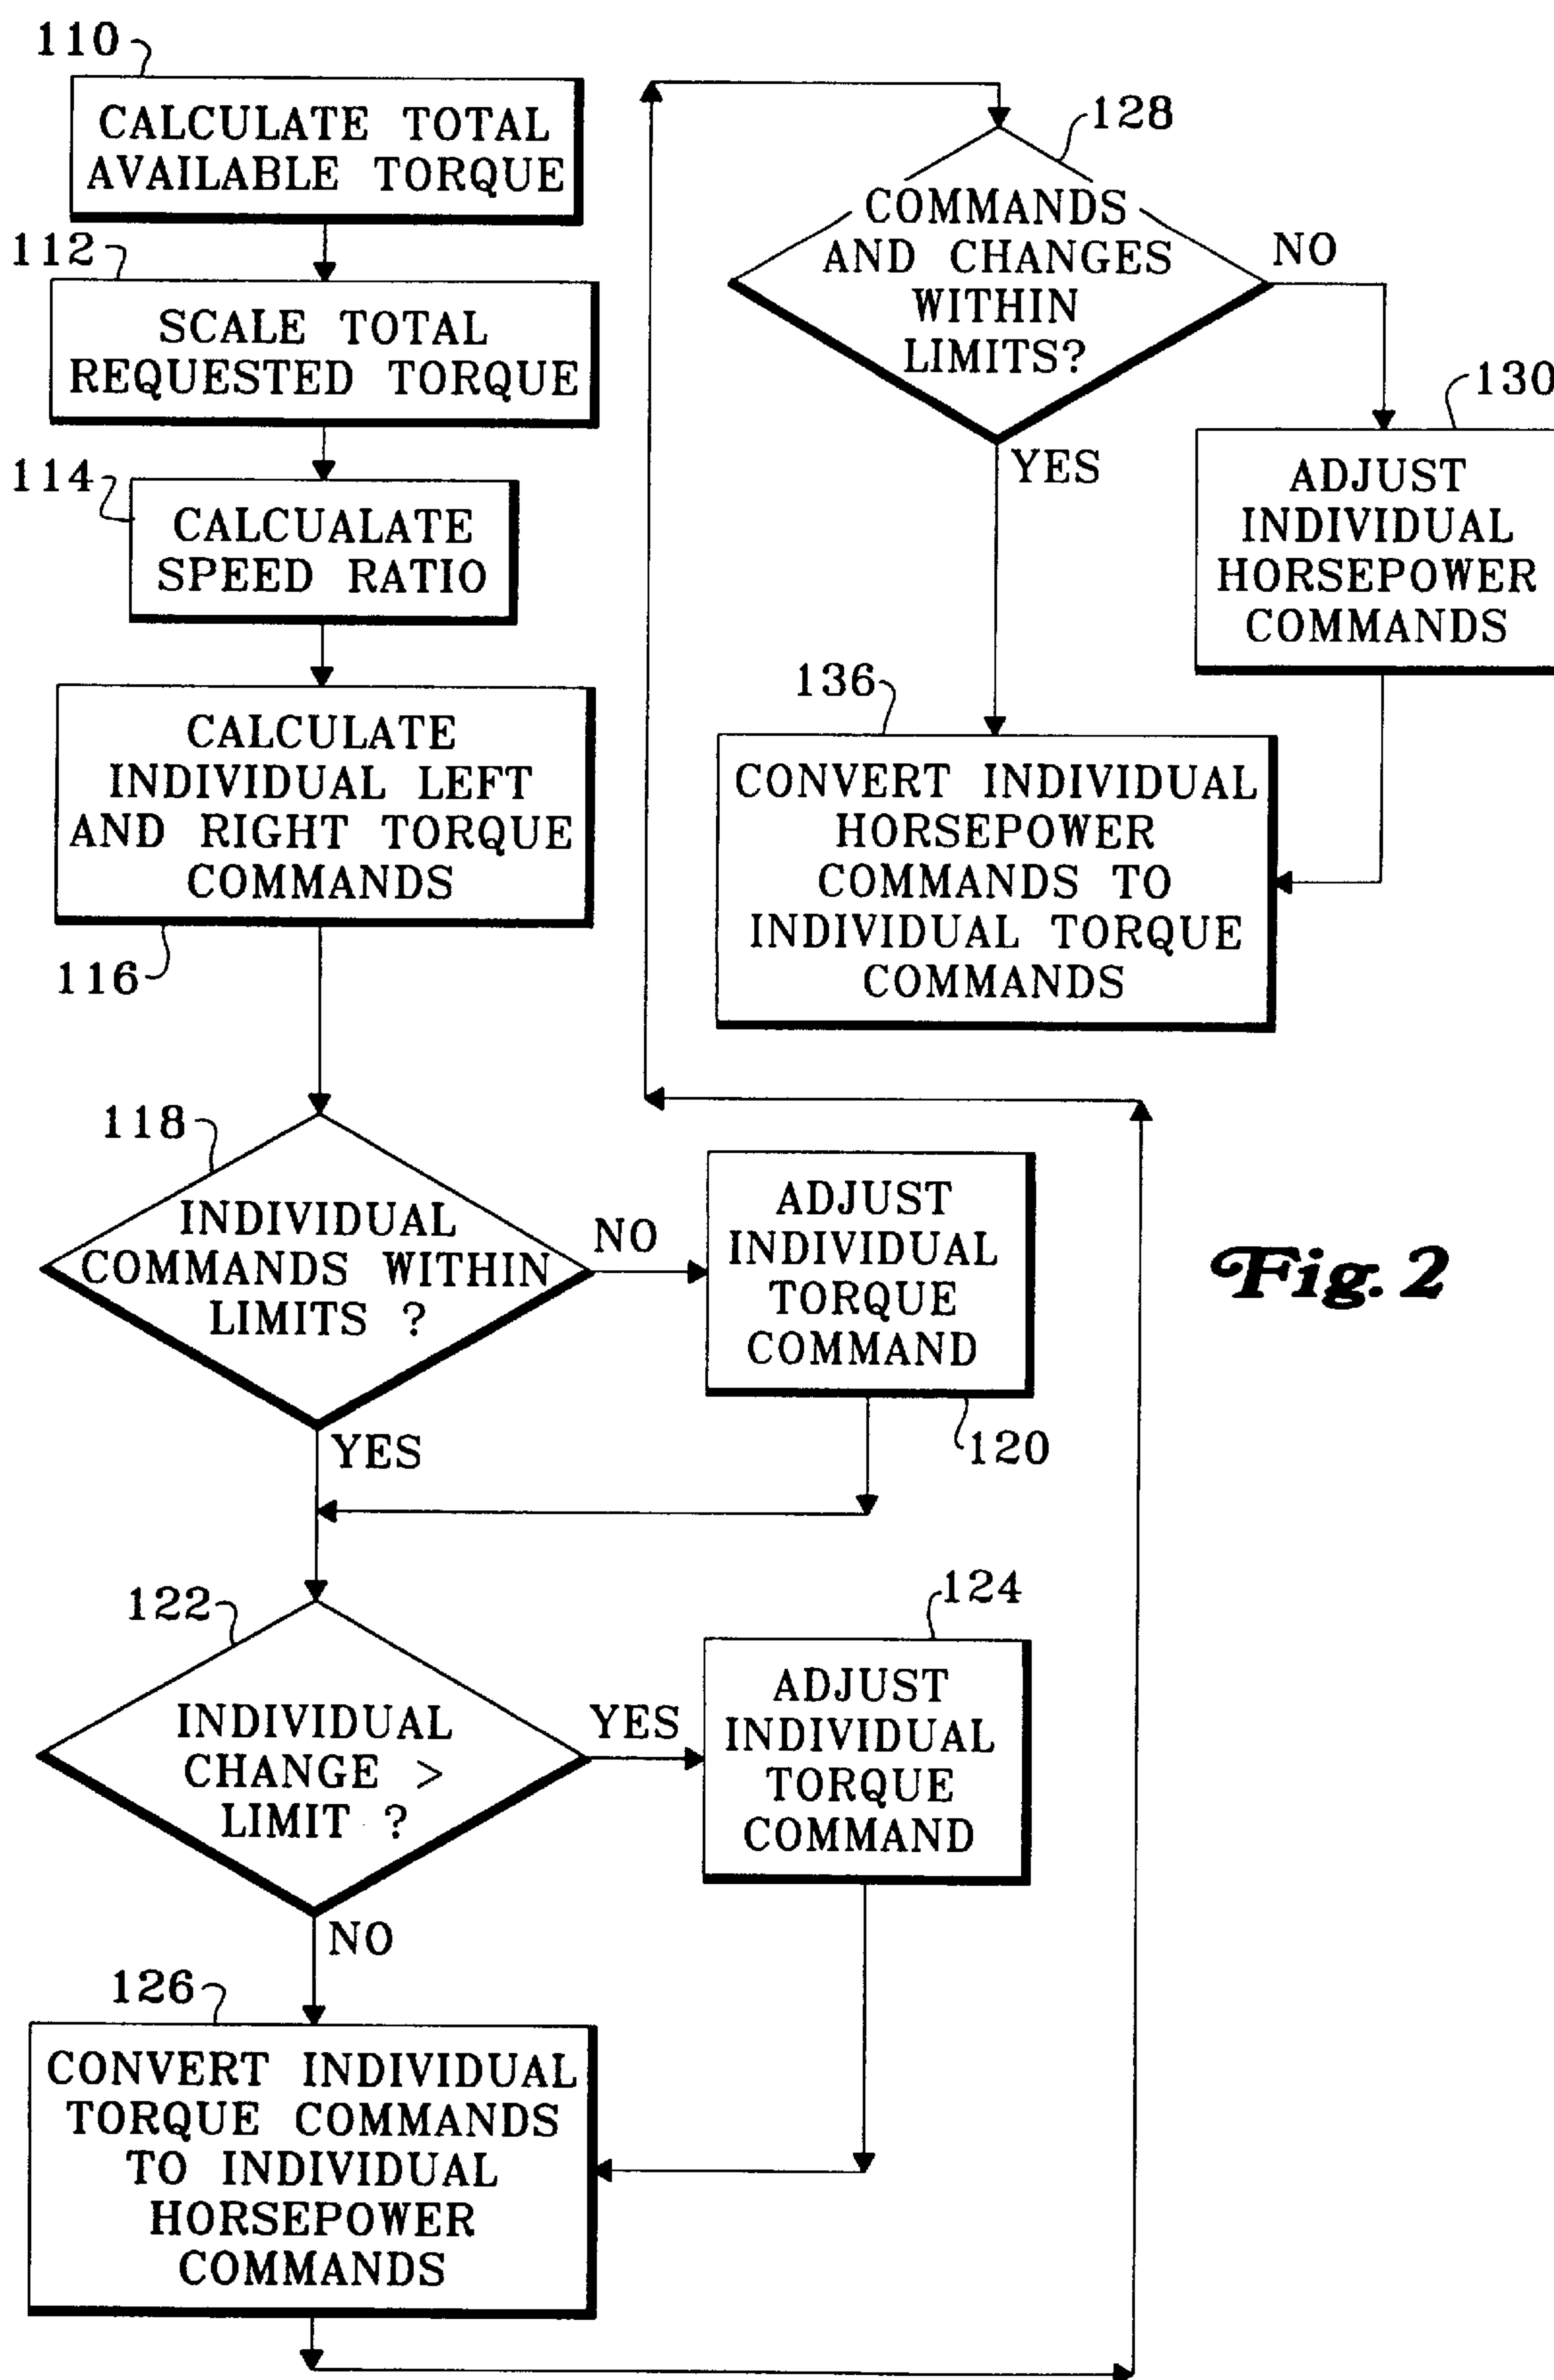 110
CALCULATE TOTAL
AVAILABLE TORQUE
112
SCALE TOTAL
REQUESTED TORQUE
114
CALCUALATE
SPEED RATIO
CALCULATE
INDIVIDUAL LEFT
AND RIGHT TORQUE
COMMANDS
116
118
INDIVIDUAL
COMMANDS WITHIN
LIMITS ?
NO
YES
ADJUST
INDIVIDUAL
TORQUE
COMMAND
120
122
INDIVIDUAL
CHANGE >
LIMIT ?
YES
NO
124
ADJUST
INDIVIDUAL
TORQUE
COMMAND
126
CONVERT INDIVIDUAL
TORQUE COMMANDS
TO INDIVIDUAL
HORSEPOWER
COMMANDS
128
COMMANDS
AND CHANGES
WITHIN
LIMITS?
NO
YES
130
ADJUST
INDIVIDUAL
HORSEPOWER
COMMANDS
136
CONVERT INDIVIDUAL
HORSEPOWER
COMMANDS TO
INDIVIDUAL TORQUE
COMMANDS
Fig. 2